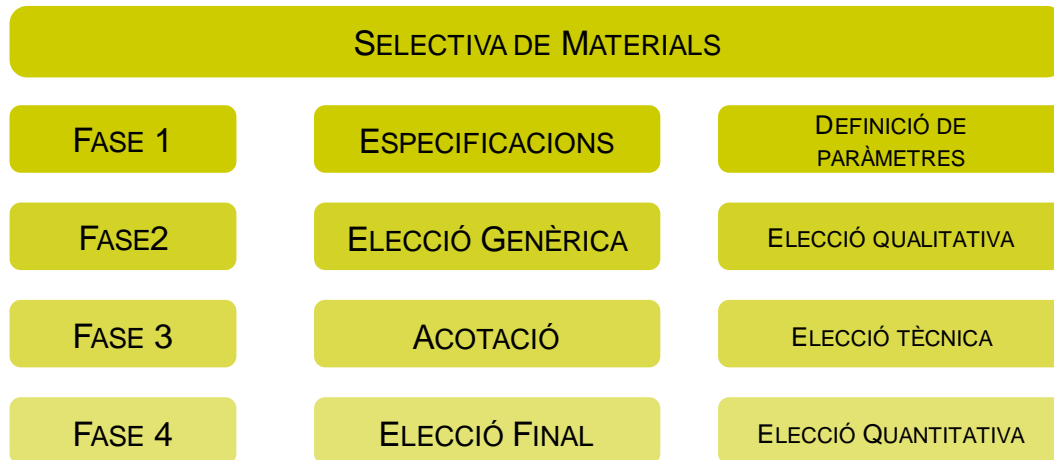 SELECTIVA DE MATERIALS
FASE 1
ESPECIFICACIONS
DEFINICIÓ DE
PARÀMETRES
FASE2
ELECCIÓ GENÈRICA
ELECCIÓ QUALITATIVA
FASE 3
ACOTACIÓ
ELECCIÓ TÈCNICA
FASE 4
ELECCIÓ FINAL
ELECCIÓ QUANTITATIVA